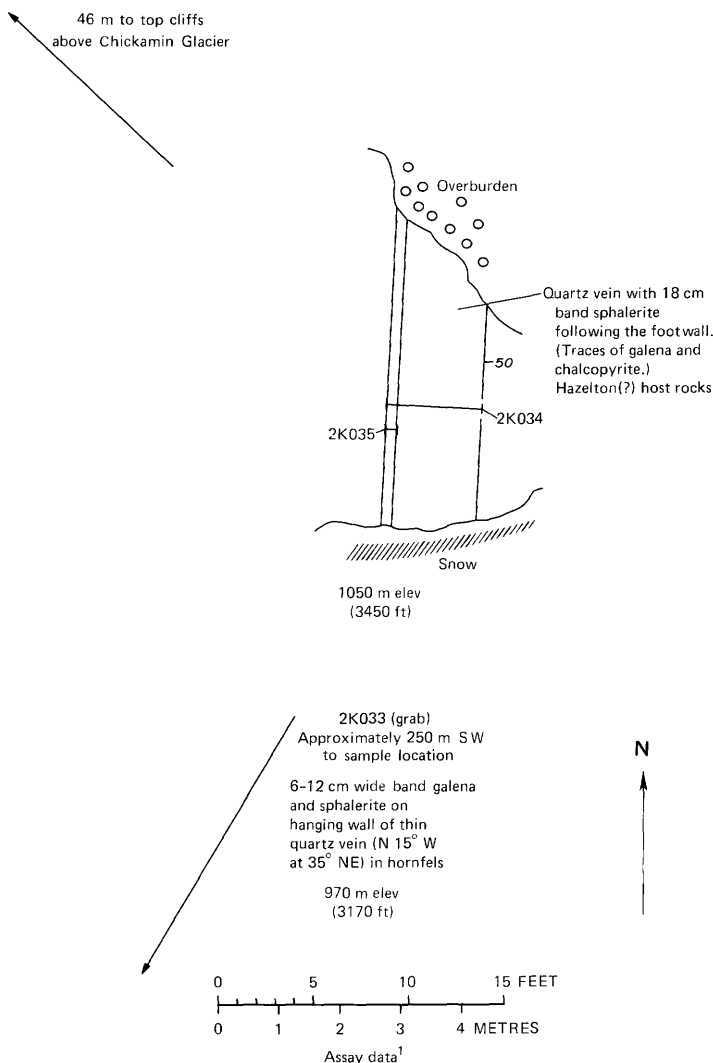 46 m to top cliffs
above Chickamin Glacier
Overburden
Quartz vein with 18 cm
band sphalerite
following the footwall.
(Traces of galena and
chalcopyrite.)
Hazelton(?) host rocks
50
2K034
2K035
Snow
1050 m elev
(3450 ft)
2K033 (grab)
Approximately 250 m SW
to sample location
6-12 cm wide band galena
and sphalerite on
hanging wall of thin
quartz vein (N 15° W
at 35° NE) in hornfels
970 m elev
(3170 ft)
N
0 5 10 15 FEET
0 1 2 3 4 METRES
Assay data¹